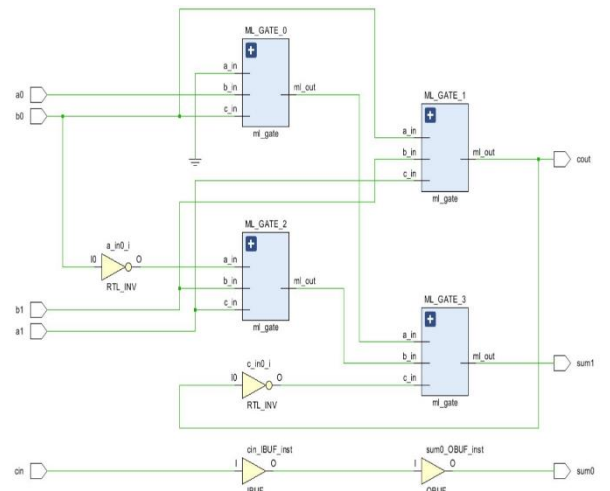 ML_GATE_0
a_in
b_in
c_in
ml_out
ml_gate
a0
b0
ML_GATE_1
a_in
b_in
c_in
ml_out
ml_gate
cout
ML_GATE_2
a_in
b_in
c_in
ml_out
ml_gate
a_in0_i
I0
O
RTL_INV
b1
a1
ML_GATE_3
a_in
b_in
c_in
ml_out
ml_gate
sum1
c_in0_i
I0
O
RTL_INV
cin
cin_IBUF_inst
I
O
IBUF
sum0_OBUF_inst
I
O
OBUF
sum0